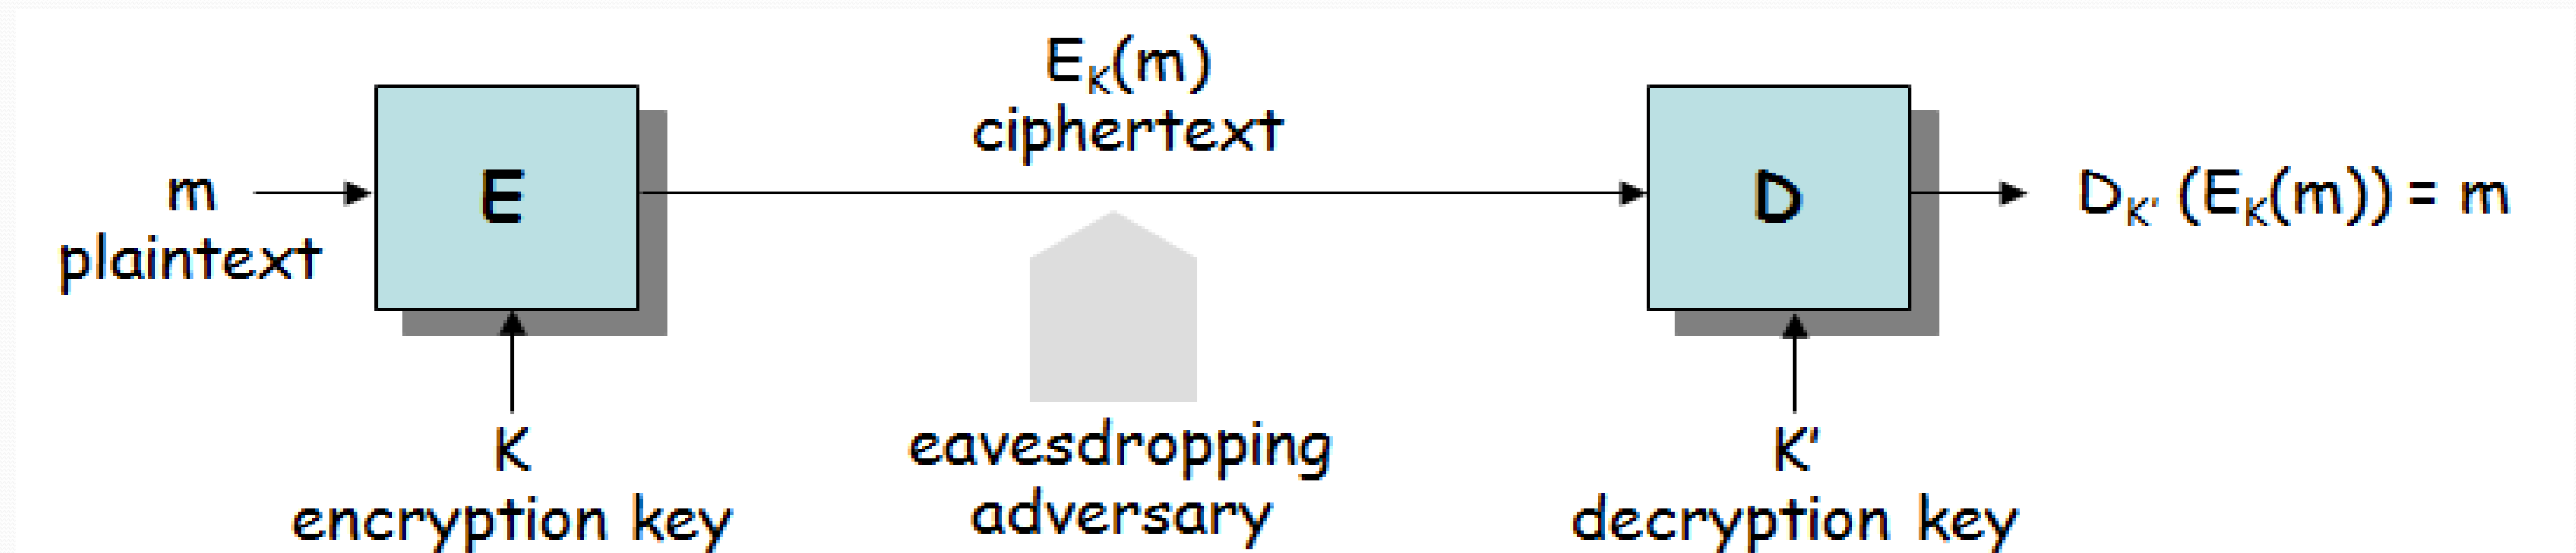 m
plaintext
E
K
encryption key
E_K(m)
ciphertext
eavesdropping
adversary
D
K'
decryption key
D_K' (E_K(m)) = m